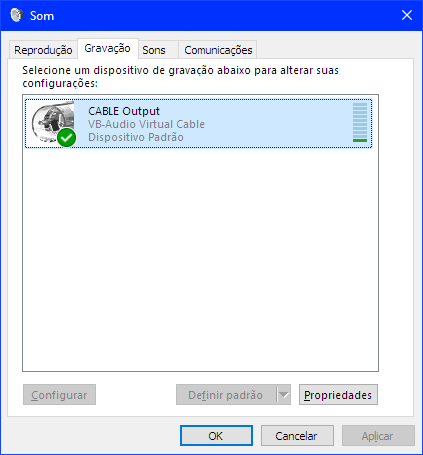 Som
Reprodução Gravação Sons Comunicações
Selecione um dispositivo de gravação abaixo para alterar suas
configurações:
CABLE Output
VB-Audio Virtual Cable
Dispositivo Padrão
Configurar Definir padrão Propriedades
OK Cancelar Aplicar